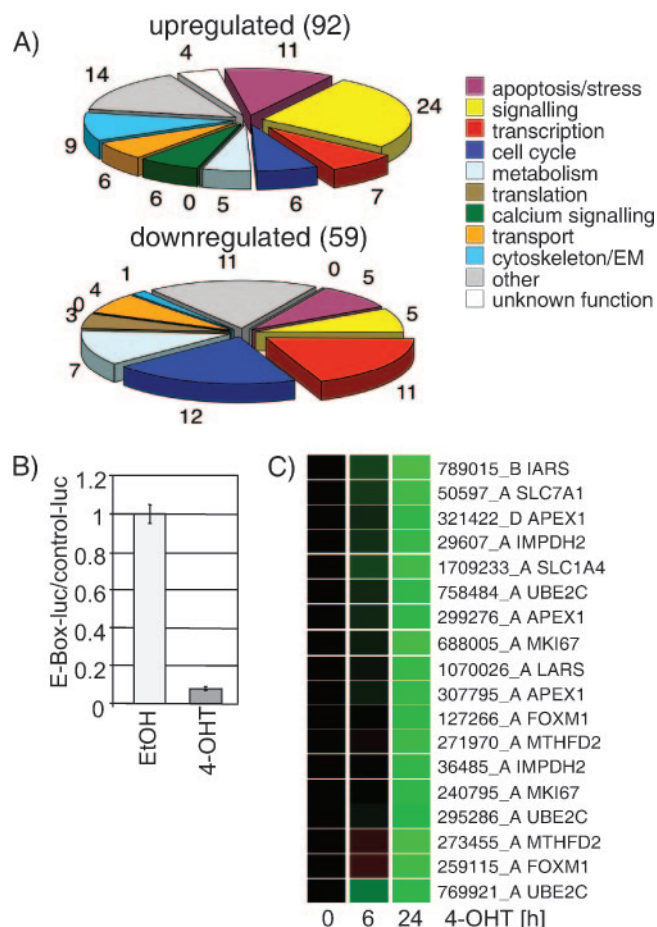 A)
upregulated (92)
4
11
14
24
9
6
6
0
5
6
7
apoptosis/stress
signalling
transcription
cell cycle
metabolism
translation
calcium signalling
transport
cytoskeleton/EM
other
unknown function
downregulated (59)
11
0
5
5
11
12
7
3
0
4
1
B)
E-Box-luc/control-luc
1.2
1
0.8
0.6
0.4
0.2
0
EtOH
4-OHT
C)
789015_B IARS
50597_A SLC7A1
321422_D APEX1
29607_A IMPDH2
1709233_A SLC1A4
758484_A UBE2C
299276_A APEX1
688005_A MKI67
1070026_A LARS
307795_A APEX1
127266_A FOXM1
271970_A MTHFD2
36485_A IMPDH2
240795_A MKI67
295286_A UBE2C
273455_A MTHFD2
259115_A FOXM1
769921_A UBE2C
0 6 24 4-OHT [h]